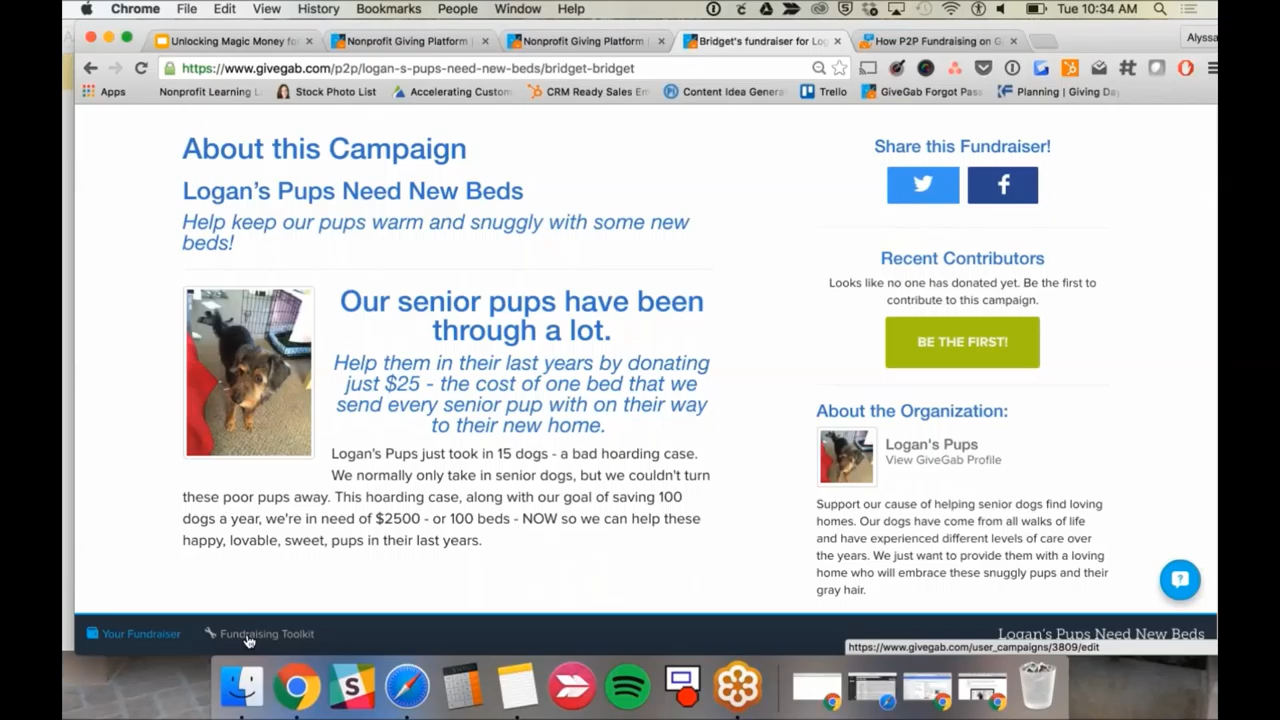 Chrome File Edit View History Bookmarks People Window Help Tue 10:34 AM
Unlocking Magic Money fo Nonprofit Giving Platform | Nonprofit Giving Platform | Bridget's fundraiser for Log How P2P Fundraising on G Alyssa
https://www.givegab.com/p2p/logan-s-pups-need-new-beds/bridget-bridget
Apps Nonprofit Learning L Stock Photo List Accelerating Custom CRM Ready Sales Em Content Idea Genera Trello GiveGab Forgot Pas Planning | Giving Da
About this Campaign
Logan's Pups Need New Beds
Help keep our pups warm and snuggly with some new
beds!
Our senior pups have been
through a lot.
Help them in their last years by donating
just $25 - the cost of one bed that we
send every senior pup with on their way
to their new home.
Logan's Pups just took in 15 dogs - a bad hoarding case.
We normally only take in senior dogs, but we couldn't turn
these poor pups away. This hoarding case, along with our goal of saving 100
dogs a year, we're in need of $2500 - or 100 beds - NOW so we can help these
happy, lovable, sweet, pups in their last years.
Share this Fundraiser!
Recent Contributors
Looks like no one has donated yet. Be the first to
contribute to this campaign.
BE THE FIRST!
About the Organization:
Logan's Pups
View GiveGab Profile
Support our cause of helping senior dogs find loving
homes. Our dogs have come from all walks of life
and have experienced different levels of care over
the years. We just want to provide them with a loving
home who will embrace these snuggly pups and their
gray hair.
Your Fundraiser Fundraising Toolkit Logan's Pups Need New Beds
https://www.givegab.com/user_campaigns/3809/edit